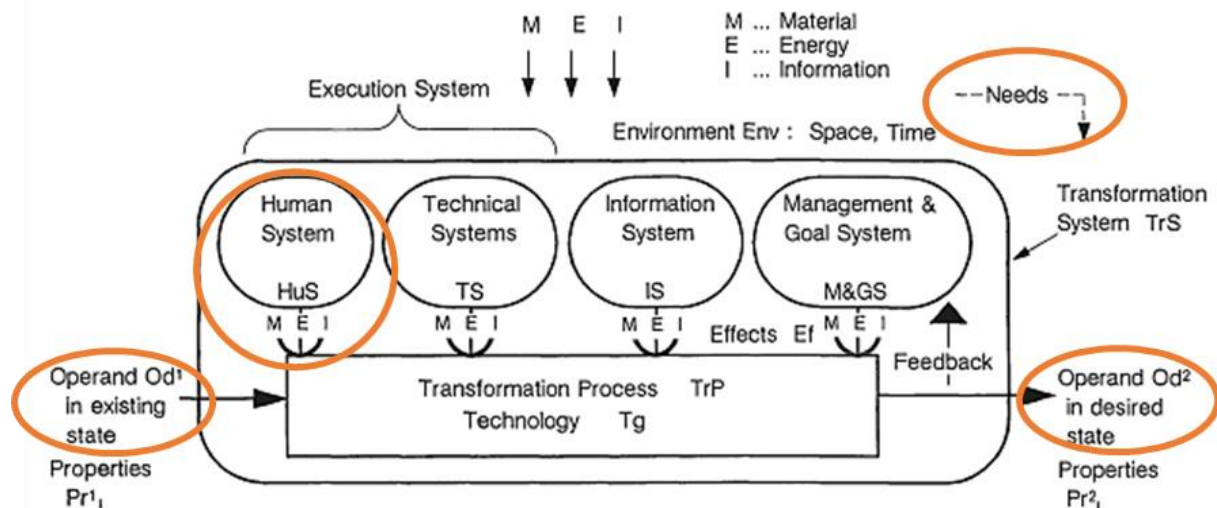 M E I
M ... Material
E ... Energy
I ... Information
Execution System
Needs
Environment Env : Space, Time
Human
System
HuS
Technical
Systems
TS
Information
System
IS
Management &
Goal System
M&GS
Transformation
System TrS
M E I
M E I
M E I
Effects Ef
M E I
Feedback
Operand Od¹
in existing
state
Properties
Pr¹ᵢ
Transformation Process TrP
Technology Tg
Operand Od²
in desired
state
Properties
Pr²ᵢ